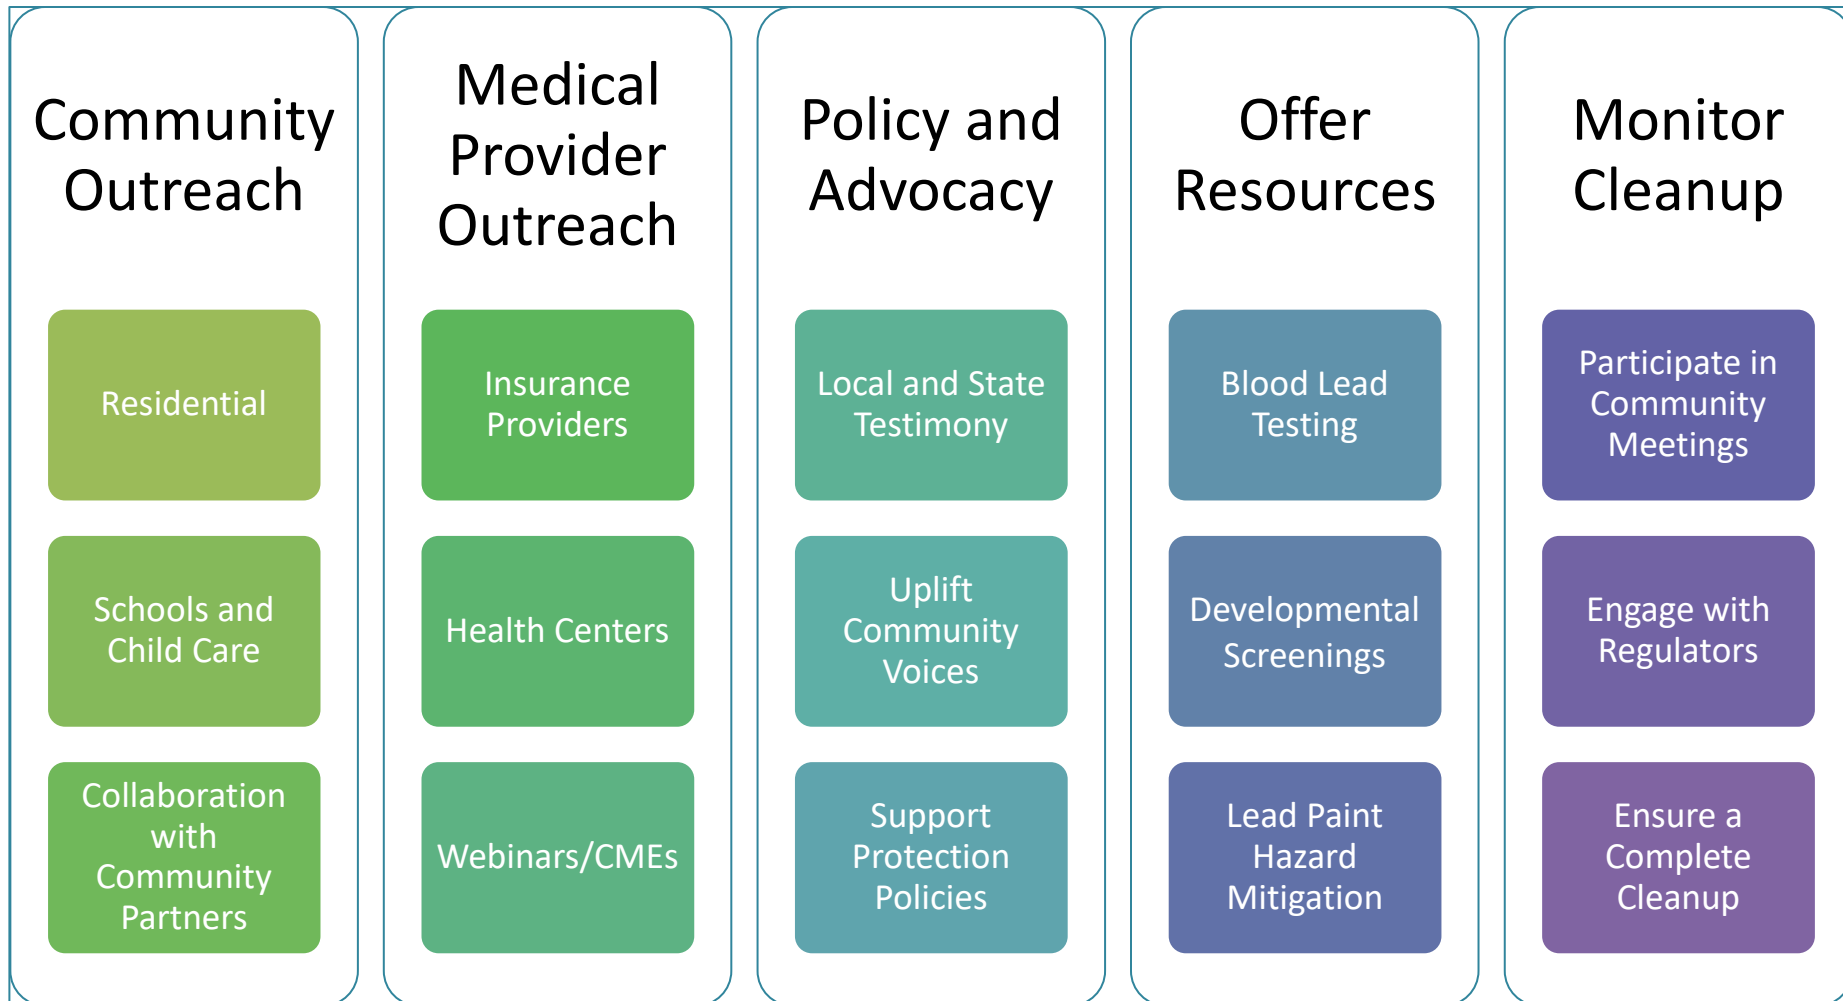 Community
Outreach
Residential
Schools and
Child Care
Collaboration
with
Community
Partners
Medical
Provider
Outreach
Insurance
Providers
Health Centers
Webinars/CMEs
Policy and
Advocacy
Local and State
Testimony
Uplift
Community
Voices
Support
Protection
Policies
Offer
Resources
Blood Lead
Testing
Developmental
Screenings
Lead Paint
Hazard
Mitigation
Monitor
Cleanup
Participate in
Community
Meetings
Engage with
Regulators
Ensure a
Complete
Cleanup